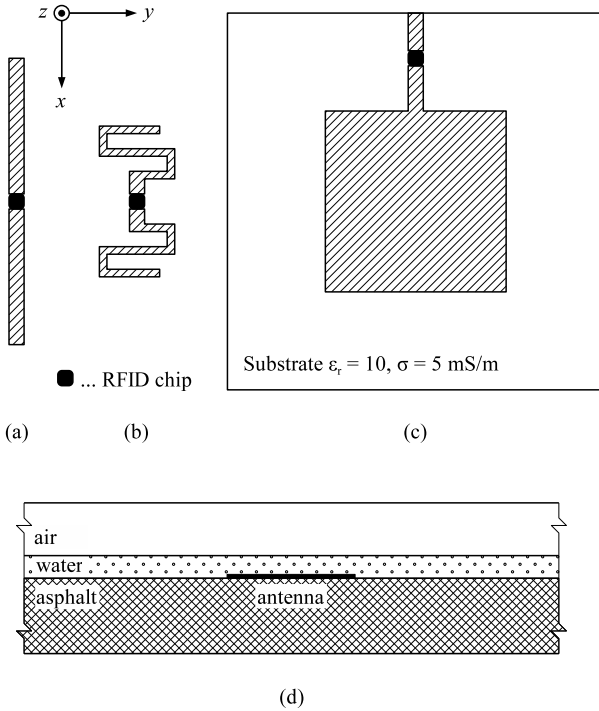 z
y
x
Substrate εr = 10, σ = 5 mS/m
... RFID chip
(a)
(b)
(c)
air
water
asphalt
antenna
(d)